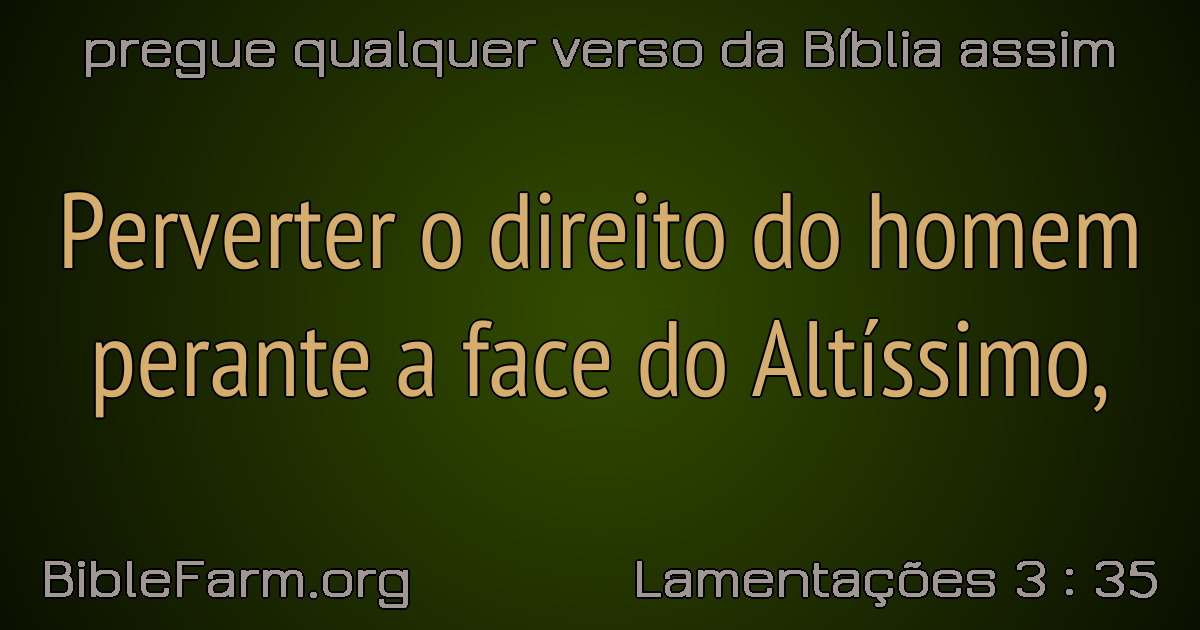 pregue qualquer verso da Bíblia assim
Perverter o direito do homem
perante a face do Altíssimo,
BibleFarm.org
Lamentações 3 : 35